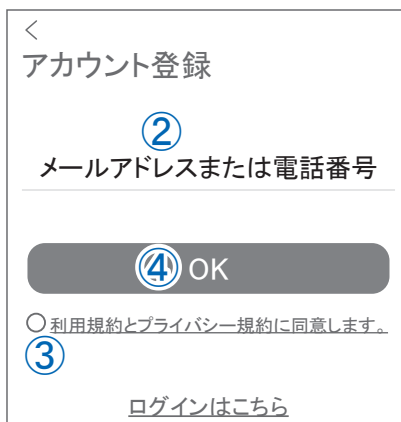 <
アカウント登録
②
メールアドレスまたは電話番号
④ OK
○利用規約とプライバシー規約に同意します。
③
ログインはこちら